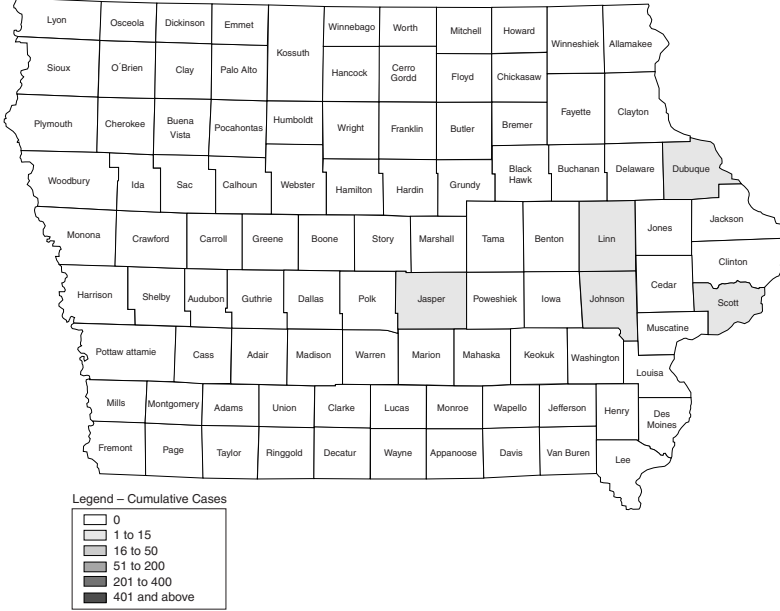 Lyon Osceola Dickinson Emmet Winnebago Worth Mitchell Howard
Kossuth Winneshiek Allamakee
Sioux O'Brien Clay Palo Alto Hancock Cerro Gordd Floyd Chickasaw
Plymouth Cherokee Buena Vista Pocahontas Humboldt Wright Franklin Butler Bremer Fayette Clayton
Woodbury Ida Sac Calhoun Webster Hamilton Hardin Grundy Black Hawk Buchanan Delaware Dubuque
Monona Crawford Carroll Greene Boone Story Marshall Tama Benton Linn Jones Jackson
Clinton
Harrison Shelby Audubon Guthrie Dallas Polk Jasper Poweshiek Iowa Johnson Cedar Scott
Muscatine
Pottaw attamie Cass Adair Madison Warren Marion Mahaska Keokuk Washington
Louisa
Mills Montgomery Adams Union Clarke Lucas Monroe Wapello Jefferson Henry Des Moines
Fremont Page Taylor Ringgold Decatur Wayne Appanoose Davis Van Buren Lee
Legend – Cumulative Cases
0
1 to 15
16 to 50
51 to 200
201 to 400
401 and above